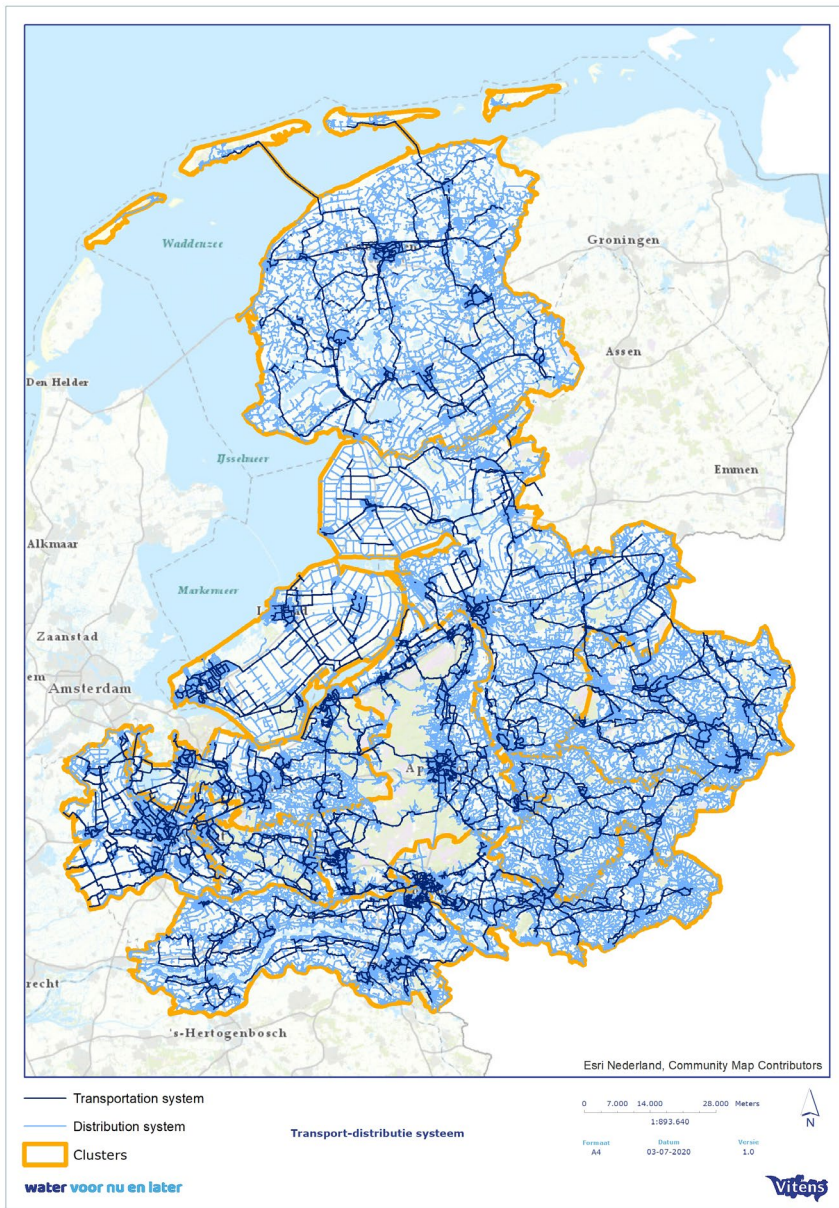 Groningen
Waddenzee
Assen
Den Helder
IJsselmeer
Emmen
Alkmaar
Markermeer
Zaanstad
Amsterdam
's-Hertogenbosch
Esri Nederland, Community Map Contributors
Transportation system
Distribution system
Clusters
Transport-distributie systeem
0 7.000 14.000 28.000 Meters
1:893.640
Formaat Datum Versie
A4 03-07-2020 1.0
N
water voor nu en later
Vitens